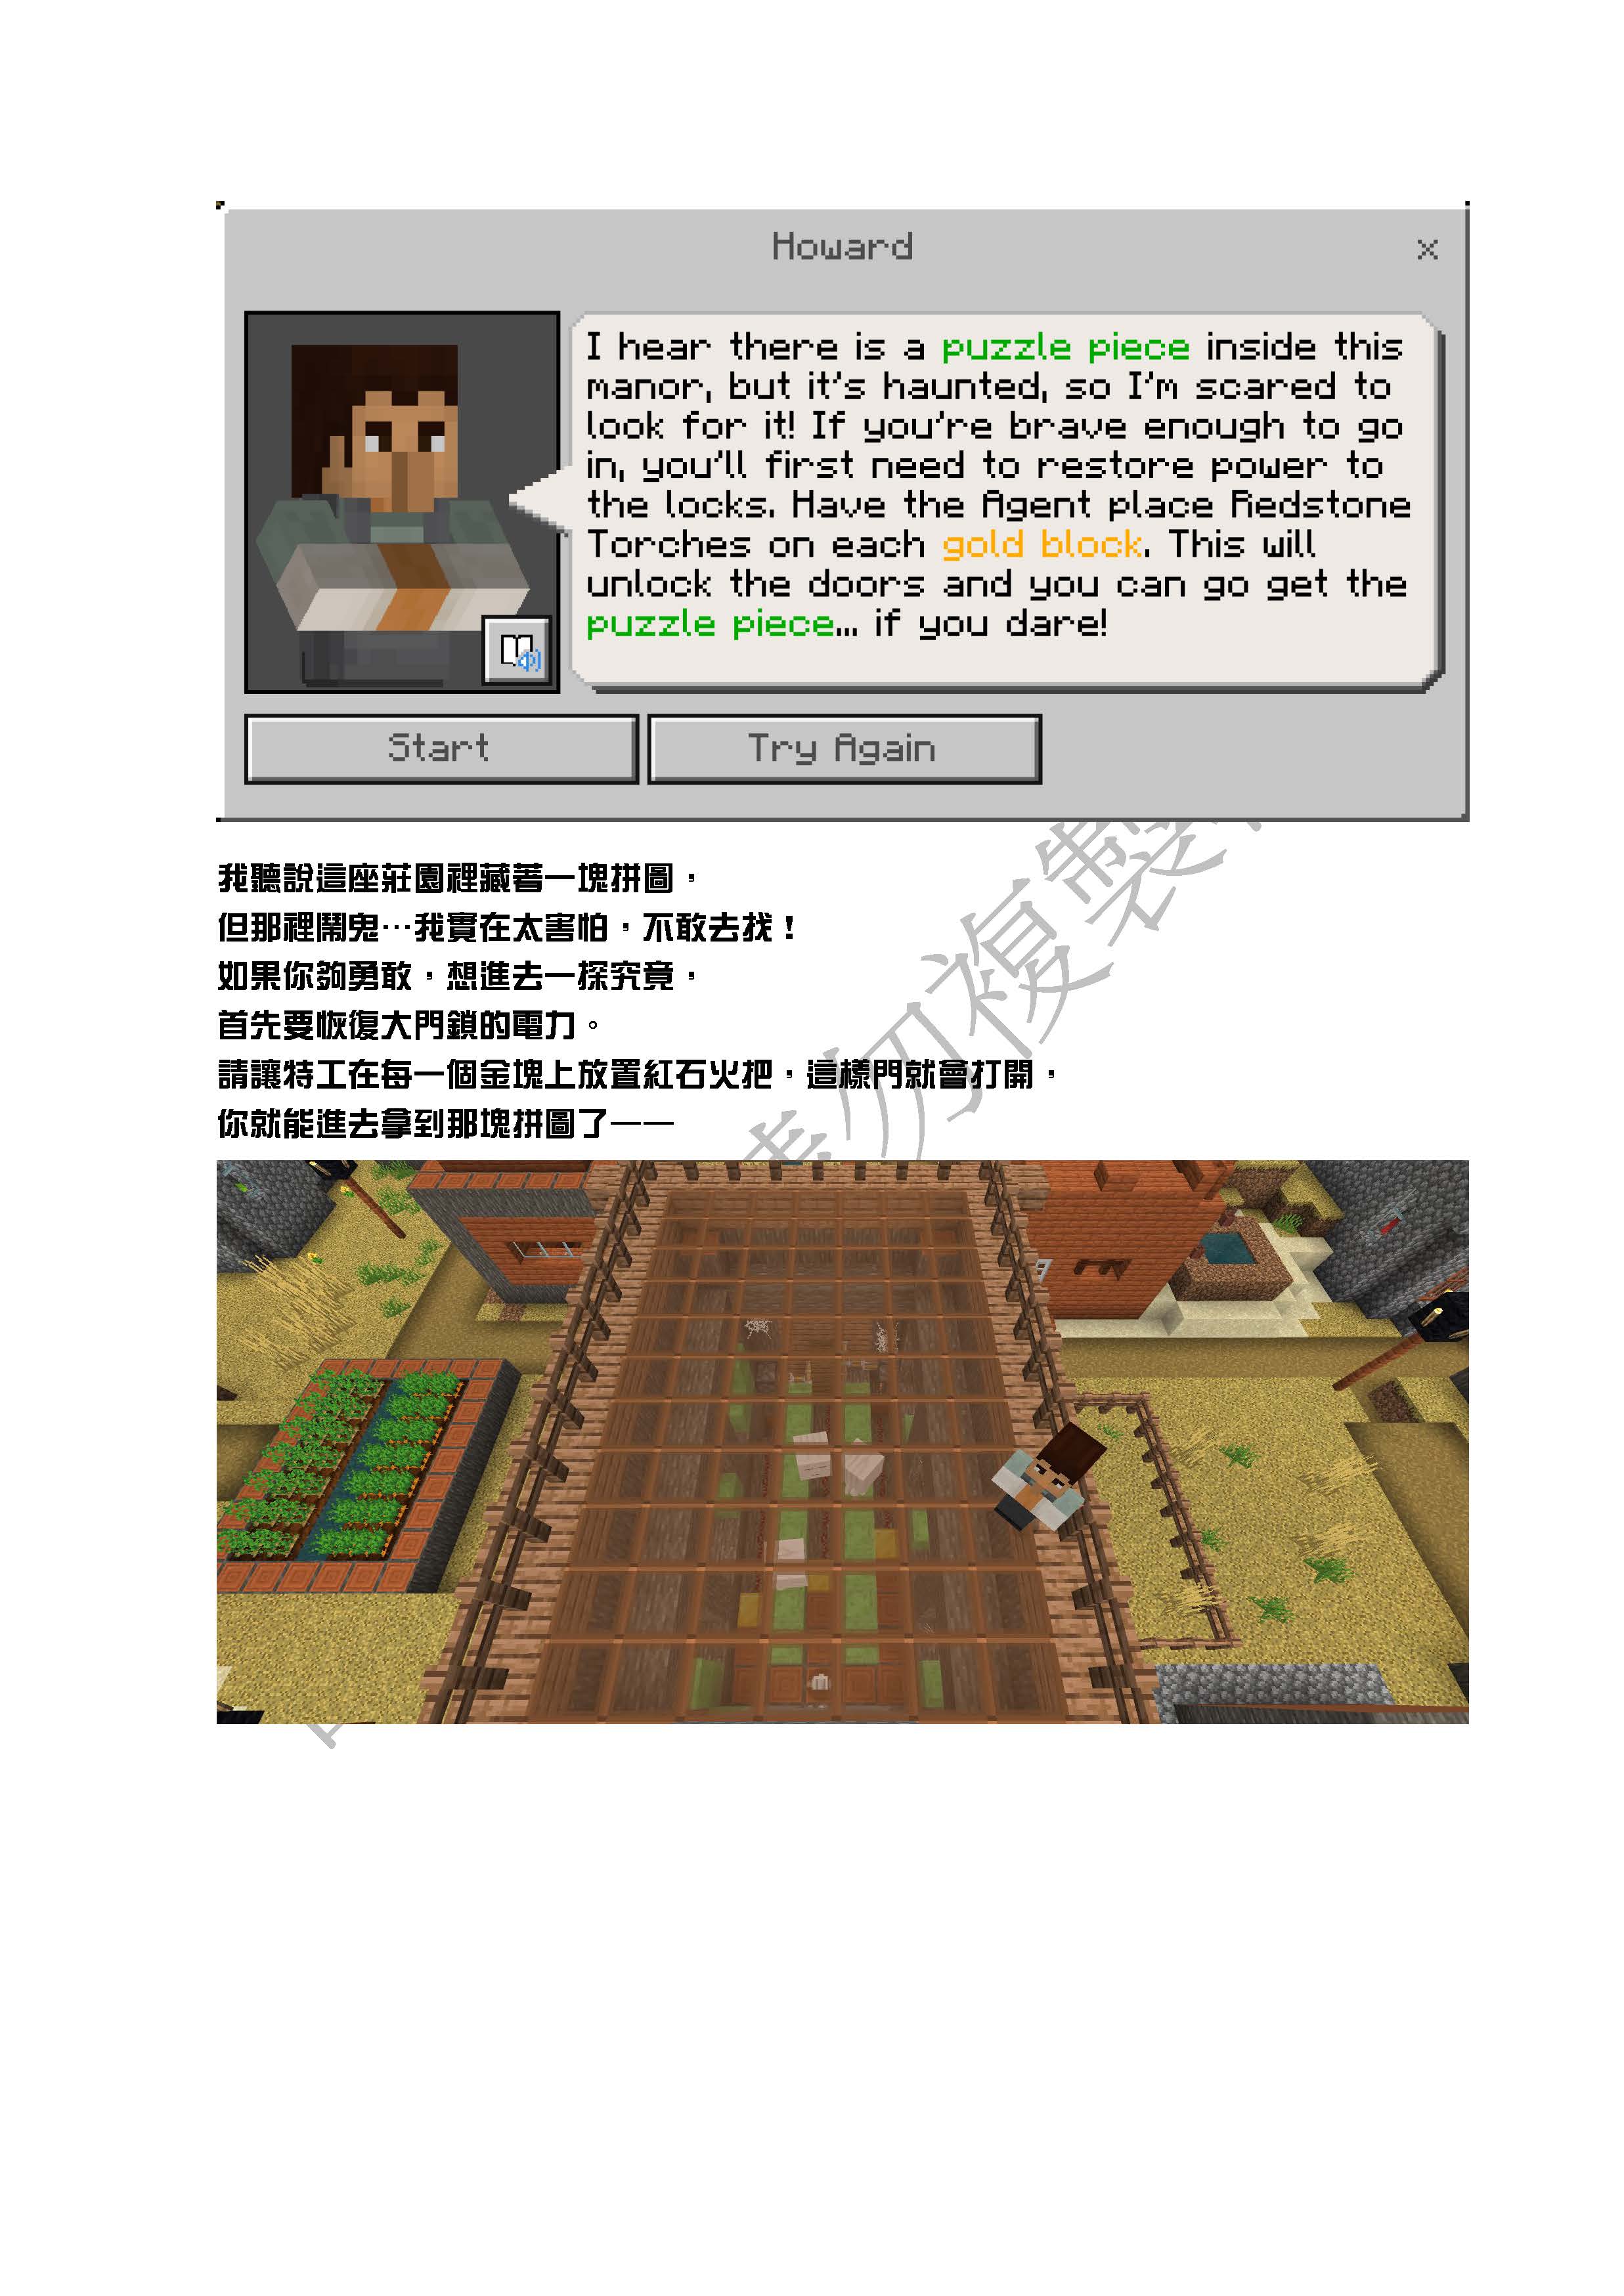 Howard
I hear there is a puzzle piece inside this
manor, but it's haunted, so I'm scared to
look for it! If you're brave enough to go
in, you'll first need to restore power to
the locks. Have the Agent place Redstone
Torches on each gold block. This will
unlock the doors and you can go get the
puzzle piece... if you dare!
Start
Try Again
我聽說這座莊園裡藏著一塊拼圖，
但那裡鬧鬼…我實在太害怕，不敢去找！
如果你夠勇敢，想進去一探究竟，
首先要恢復大門鎖的電力。
請讓特工在每一個金塊上放置紅石火把，這樣門就會打開，
你就能進去拿到那塊拼圖了——
請勿複製